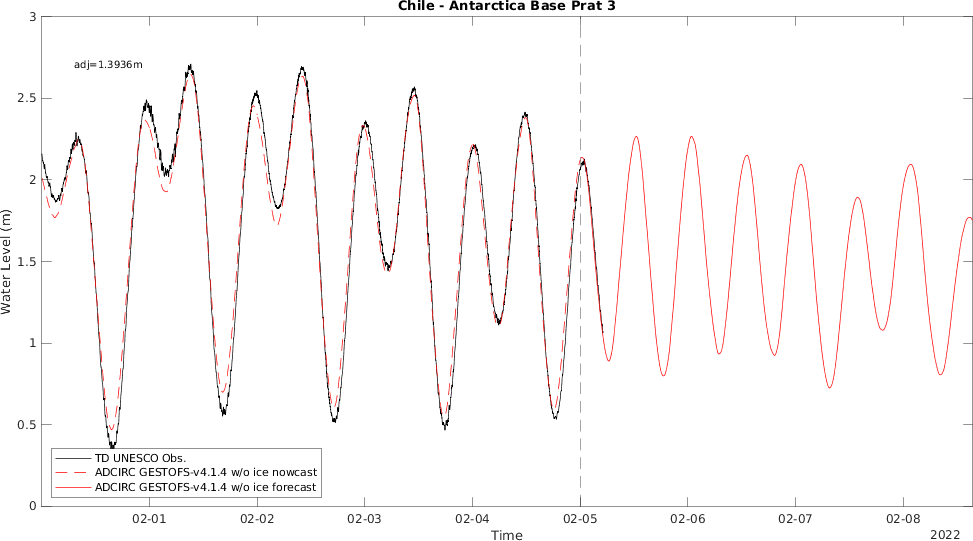 Chile - Antarctica Base Prat 3
3
adj=1.3936m
2.5
2
1.5
1
0.5
0
Water Level (m)
TD UNESCO Obs.
ADCIRC GESTOFS-v4.1.4 w/o ice nowcast
ADCIRC GESTOFS-v4.1.4 w/o ice forecast
02-01 02-02 02-03 02-04 02-05 02-06 02-07 02-08
Time
2022